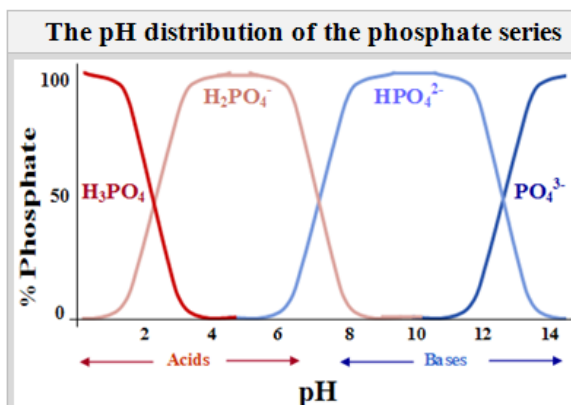 The pH distribution of the phosphate series
100
H₂PO₄⁻
HPO₄²⁻
H₃PO₄
50
PO₄³⁻
% Phosphate
0
2 4 6 8 10 12 14
Acids Bases
pH